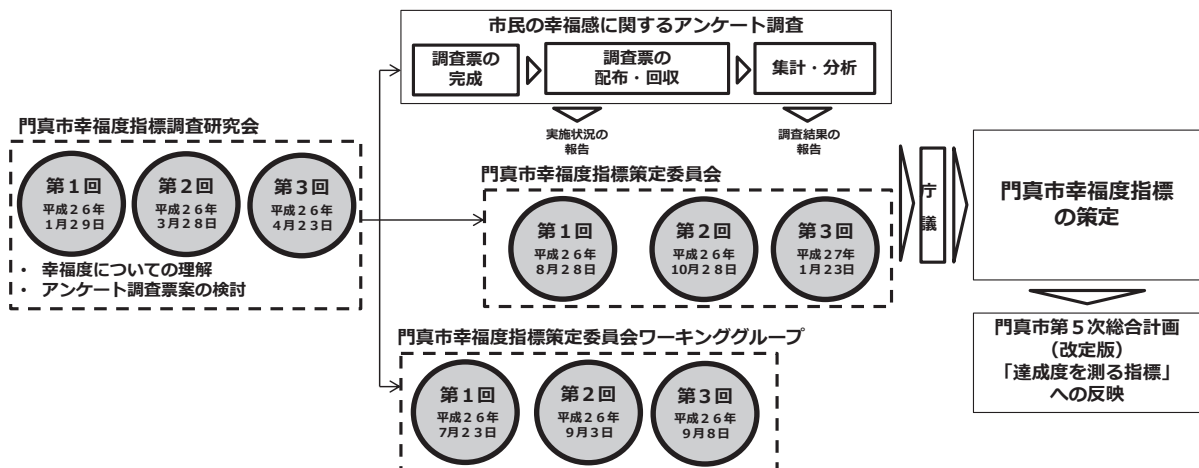 市民の幸福感に関するアンケート調査
調査票の
完成
調査票の
配布・回収
集計・分析
実施状況の
報告
調査結果の
報告
門真市幸福度指標調査研究会
第１回
平成２６年
１月２９日
第２回
平成２６年
３月２８日
第３回
平成２６年
４月２３日
・ 幸福度についての理解
・ アンケート調査票案の検討
門真市幸福度指標策定委員会
第１回
平成２６年
８月２８日
第２回
平成２６年
10月２８日
第３回
平成２７年
１月２３日
門真市幸福度指標策定委員会ワーキンググループ
第１回
平成２６年
７月２３日
第２回
平成２６年
９月３日
第３回
平成２６年
９月８日
庁
議
門真市幸福度指標
の策定
門真市第５次総合計画
（改定版）
「達成度を測る指標」
への反映